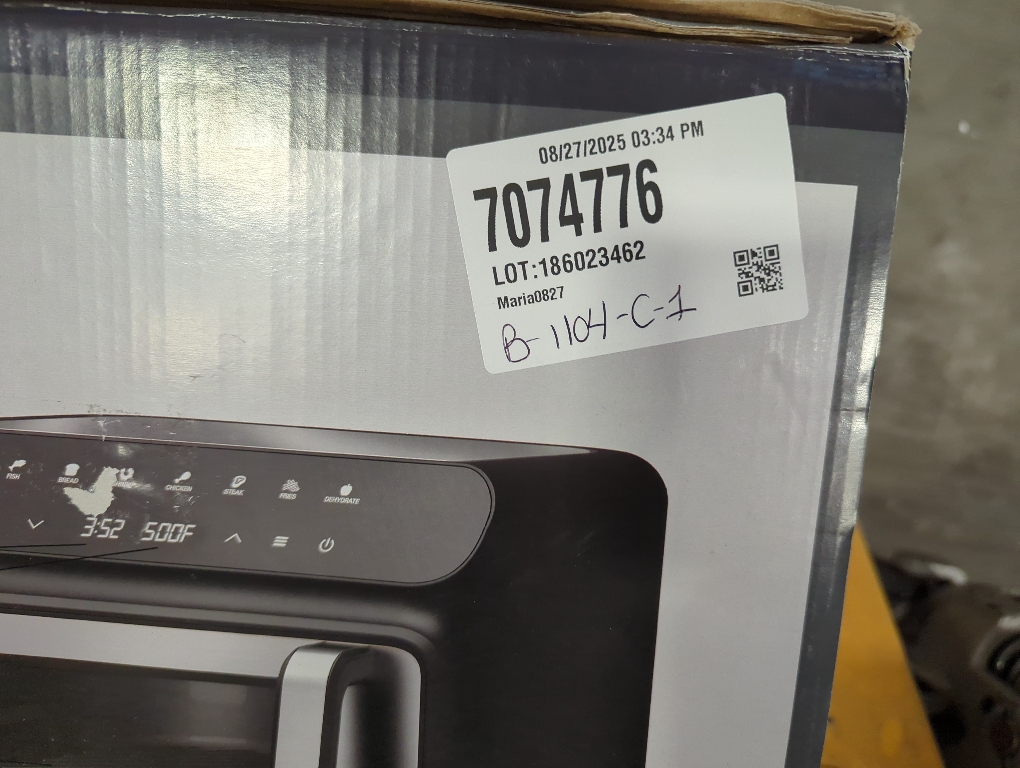 08/27/2025 03:34 PM
7074776
LOT:186023462
Maria0827
B-1104-C-1
FISH BREAD CHICKEN STEAK FRIES DEHYDRATE
3:52 500F